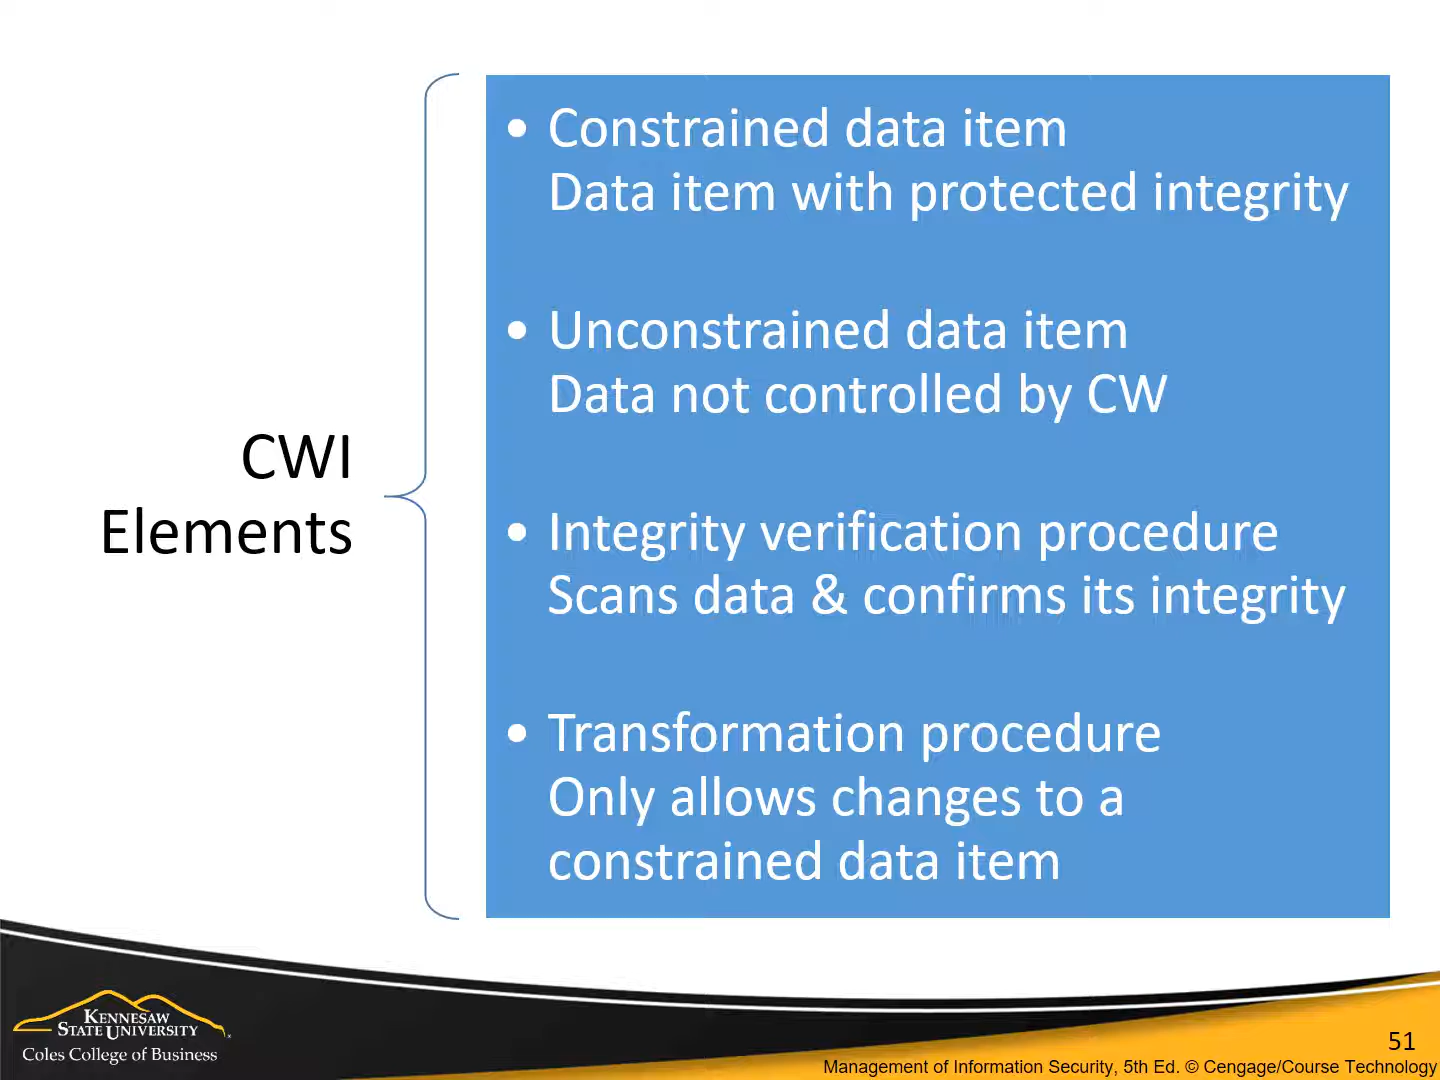 CWI
Elements
• Constrained data item
Data item with protected integrity
• Unconstrained data item
Data not controlled by CW
• Integrity verification procedure
Scans data & confirms its integrity
• Transformation procedure
Only allows changes to a
constrained data item
KENNESAW
STATE UNIVERSITY
Coles College of Business
51
Management of Information Security, 5th Ed. © Cengage/Course Technology